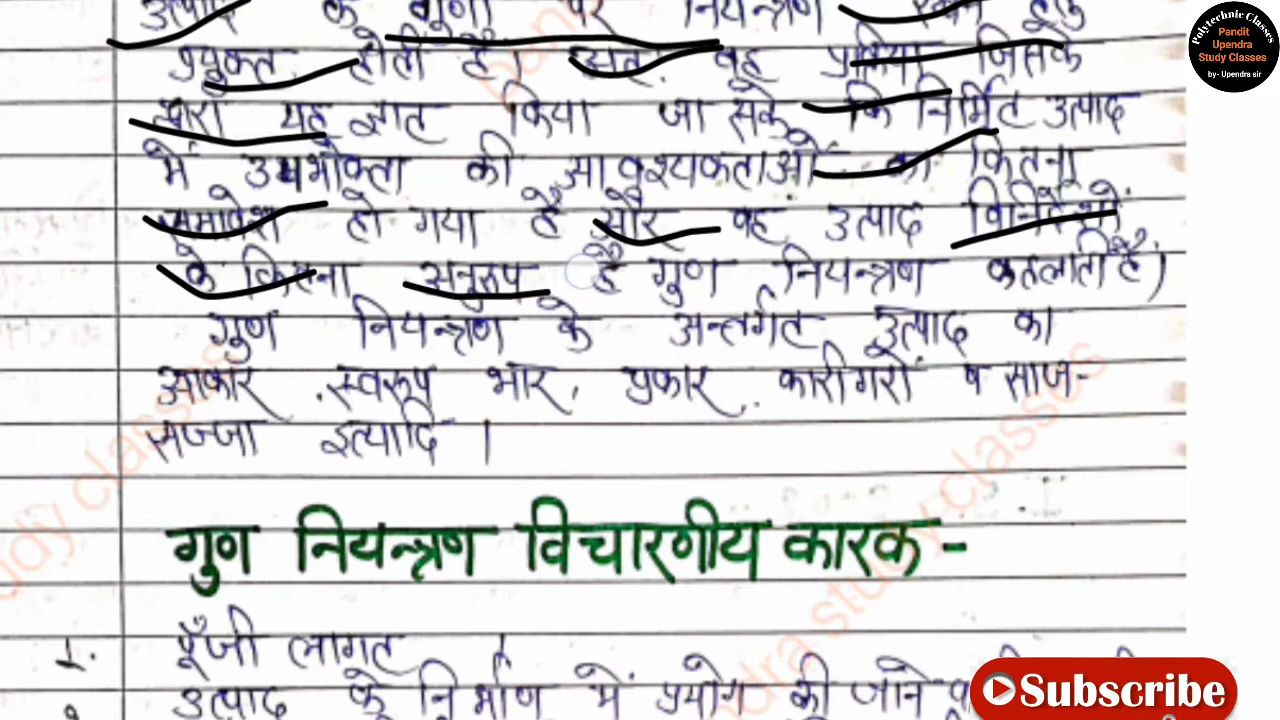 उत्पाद के गुणों पर नियन्त्रण रखने हेतु
प्रयुक्त होती है। अतः वह प्रक्रिया जिसके
द्वारा यह ज्ञात किया जा सके कि निर्मित उत्पाद
में उपभोक्ता की आवश्यकताओं का कितना
समावेश हो गया है और वह उत्पाद विनिर्देशों
के कितना अनुरूप है गुण नियन्त्रण कहलाती है।
गुण नियन्त्रण के अन्तर्गत उत्पाद का
आकार, स्वरूप भार, प्रकार, कारीगरी व साज-
सज्जा इत्यादि ।
गुण नियन्त्रण विचारणीय कारक -
1. पूँजी लागत
उत्पाद के निर्माण में प्रयोग की जाने
Polytechnic Classes
Pandit
Upendra
Study Classes
by- Upendra sir
Subscribe